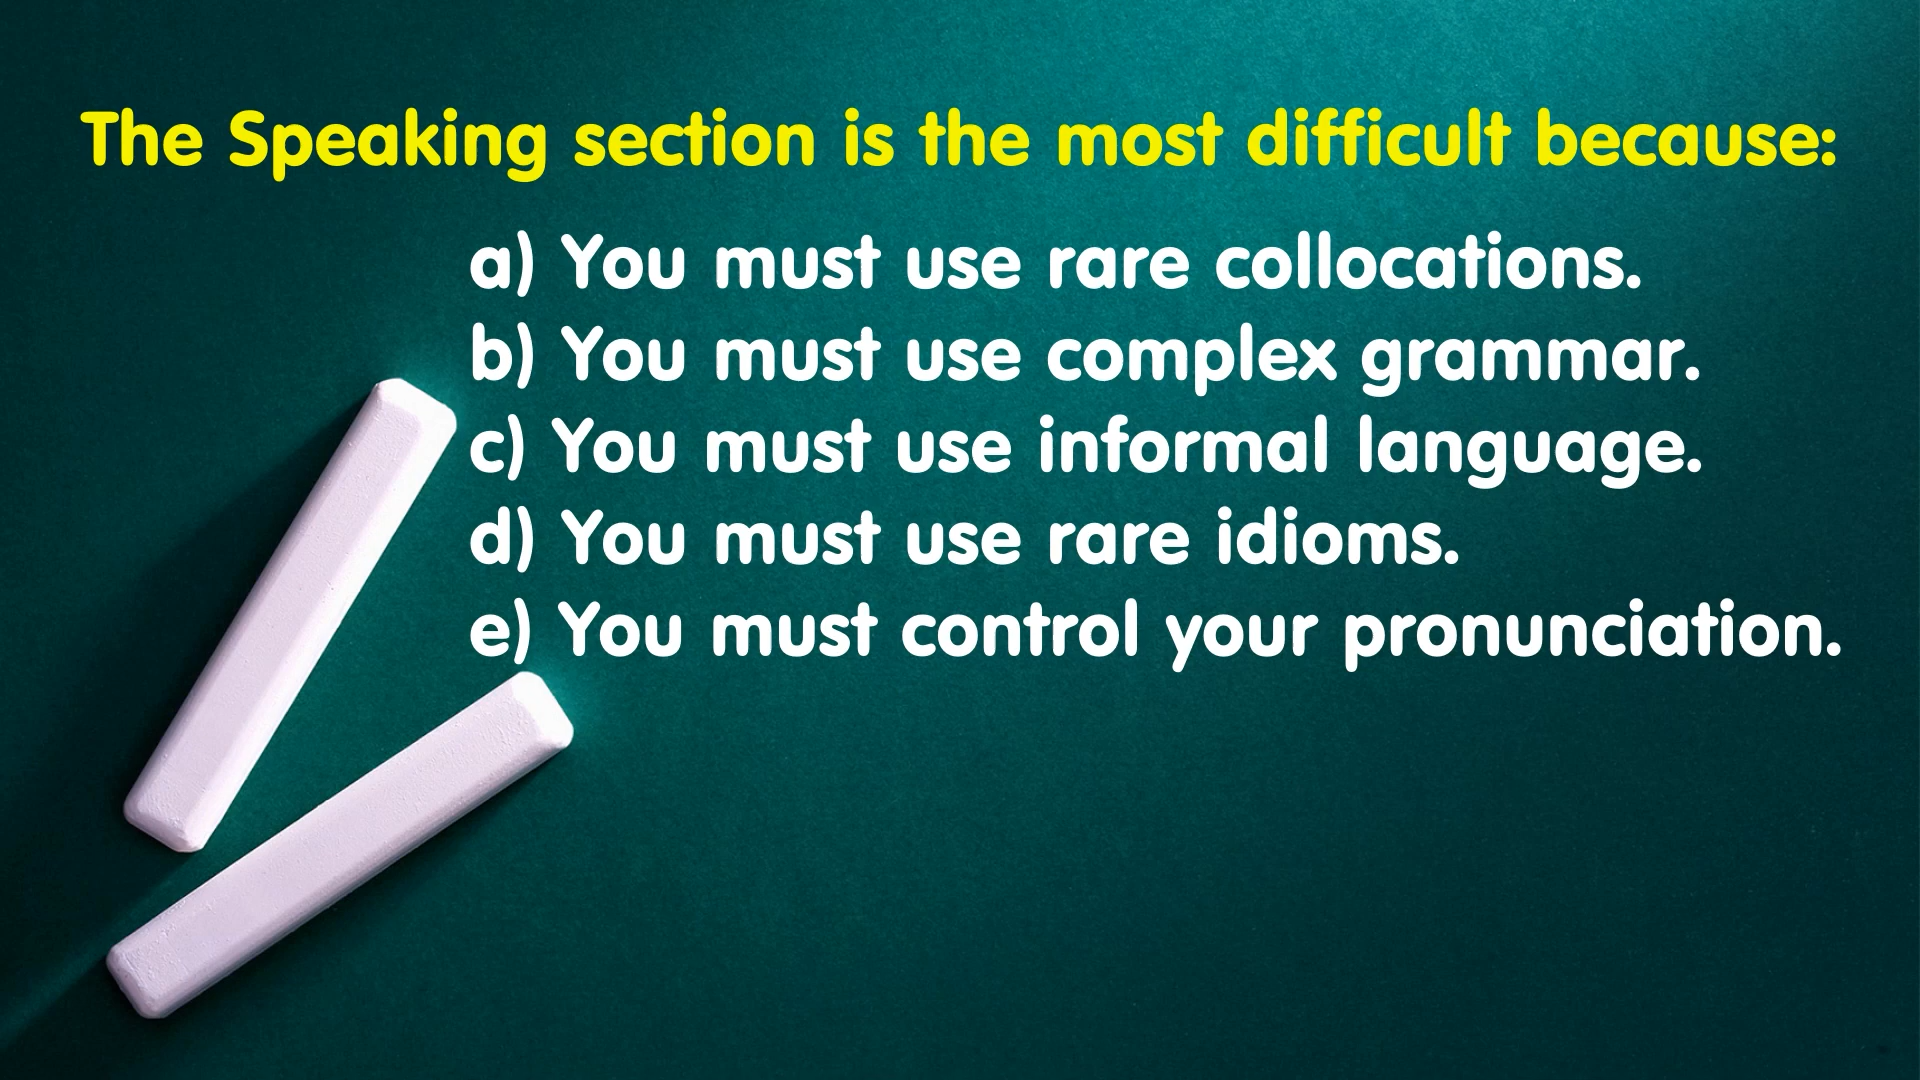 The Speaking section is the most difficult because:
a) You must use rare collocations.
b) You must use complex grammar.
c) You must use informal language.
d) You must use rare idioms.
e) You must control your pronunciation.